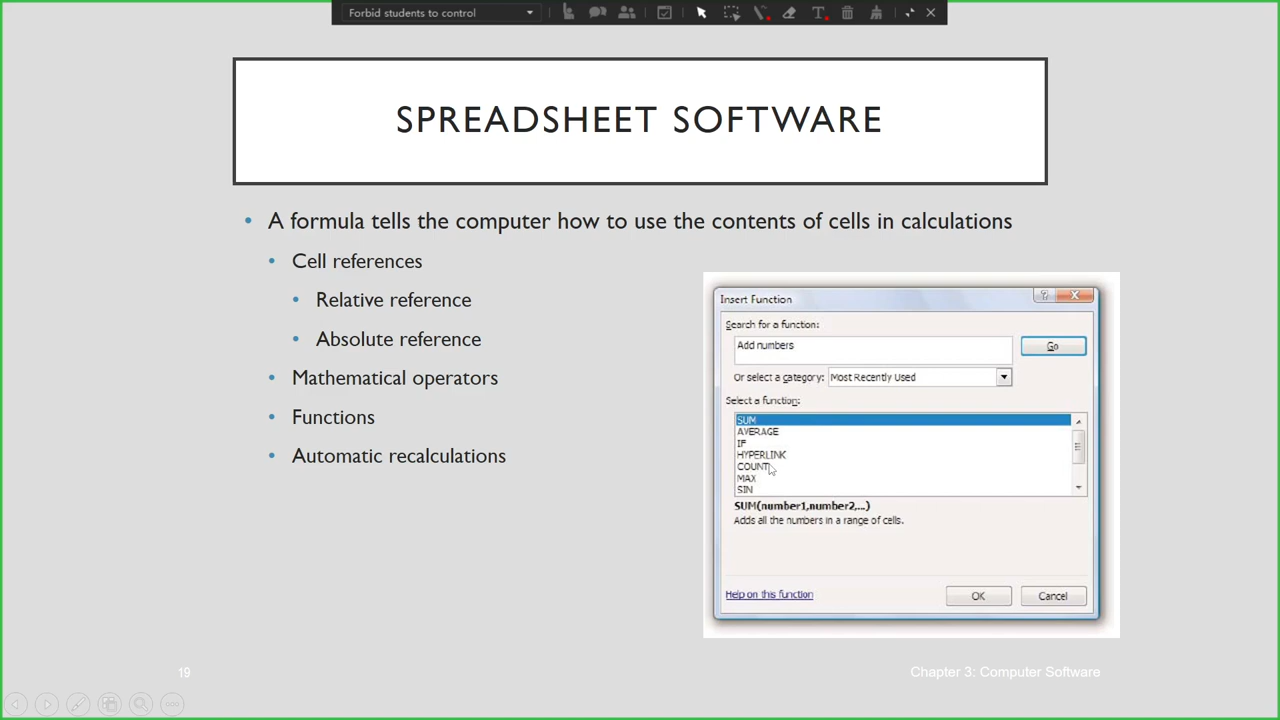 Forbid students to control
SPREADSHEET SOFTWARE
• A formula tells the computer how to use the contents of cells in calculations
• Cell references
• Relative reference
• Absolute reference
• Mathematical operators
• Functions
• Automatic recalculations
Insert Function
Search for a function:
Add numbers
Go
Or select a category: Most Recently Used
Select a function:
SUM
AVERAGE
IF
HYPERLINK
COUNT
MAX
SIN
SUM(number1,number2,...)
Adds all the numbers in a range of cells.
Help on this function
OK
Cancel
19
Chapter 3: Computer Software